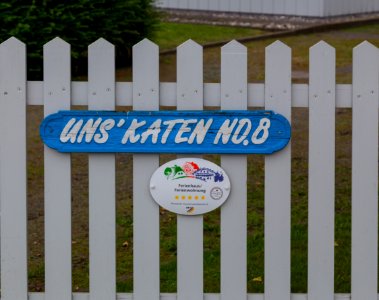 UNS' KATEN NO.8
Ferienhaus/
Ferienwohnung